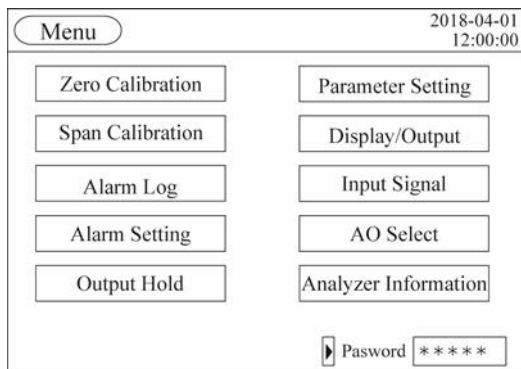 Menu
2018-04-01
12:00:00
Zero Calibration
Parameter Setting
Span Calibration
Display/Output
Alarm Log
Input Signal
Alarm Setting
AO Select
Output Hold
Analyzer Information
Pasword *****